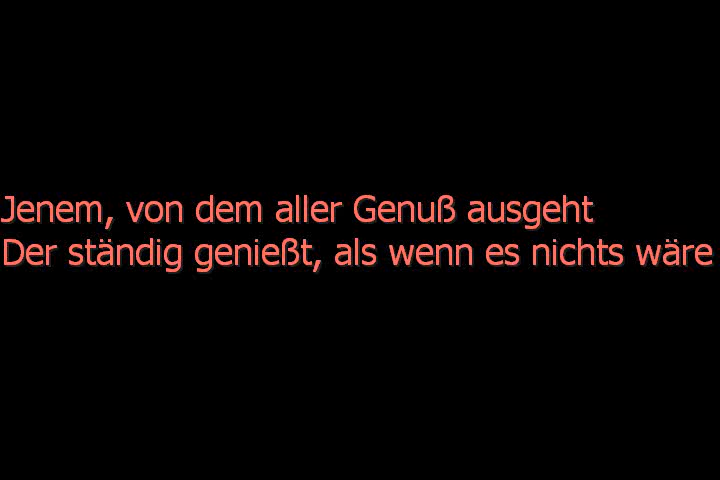 Jenem, von dem aller Genuß ausgeht
Der ständig genießt, als wenn es nichts wäre